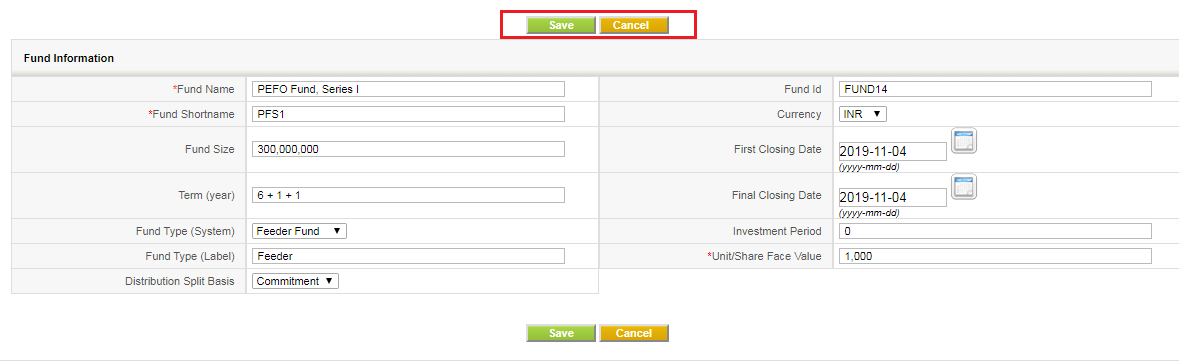 Save Cancel
Fund Information
*Fund Name PEFO Fund, Series I Fund Id FUND14
*Fund Shortname PFS1 Currency INR
Fund Size 300,000,000 First Closing Date 2019-11-04
(yyyy-mm-dd)
Term (year) 6 + 1 + 1 Final Closing Date 2019-11-04
(yyyy-mm-dd)
Fund Type (System) Feeder Fund Investment Period 0
Fund Type (Label) Feeder *Unit/Share Face Value 1,000
Distribution Split Basis Commitment
Save Cancel